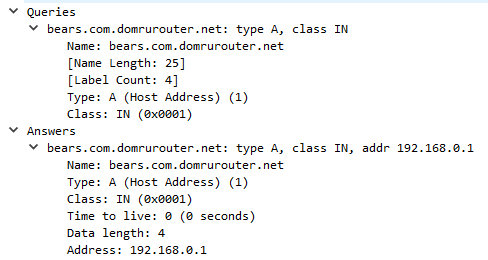 Queries
bears.com.domrurouter.net: type A, class IN
Name: bears.com.domrurouter.net
[Name Length: 25]
[Label Count: 4]
Type: A (Host Address) (1)
Class: IN (0x0001)
Answers
bears.com.domrurouter.net: type A, class IN, addr 192.168.0.1
Name: bears.com.domrurouter.net
Type: A (Host Address) (1)
Class: IN (0x0001)
Time to live: 0 (0 seconds)
Data length: 4
Address: 192.168.0.1